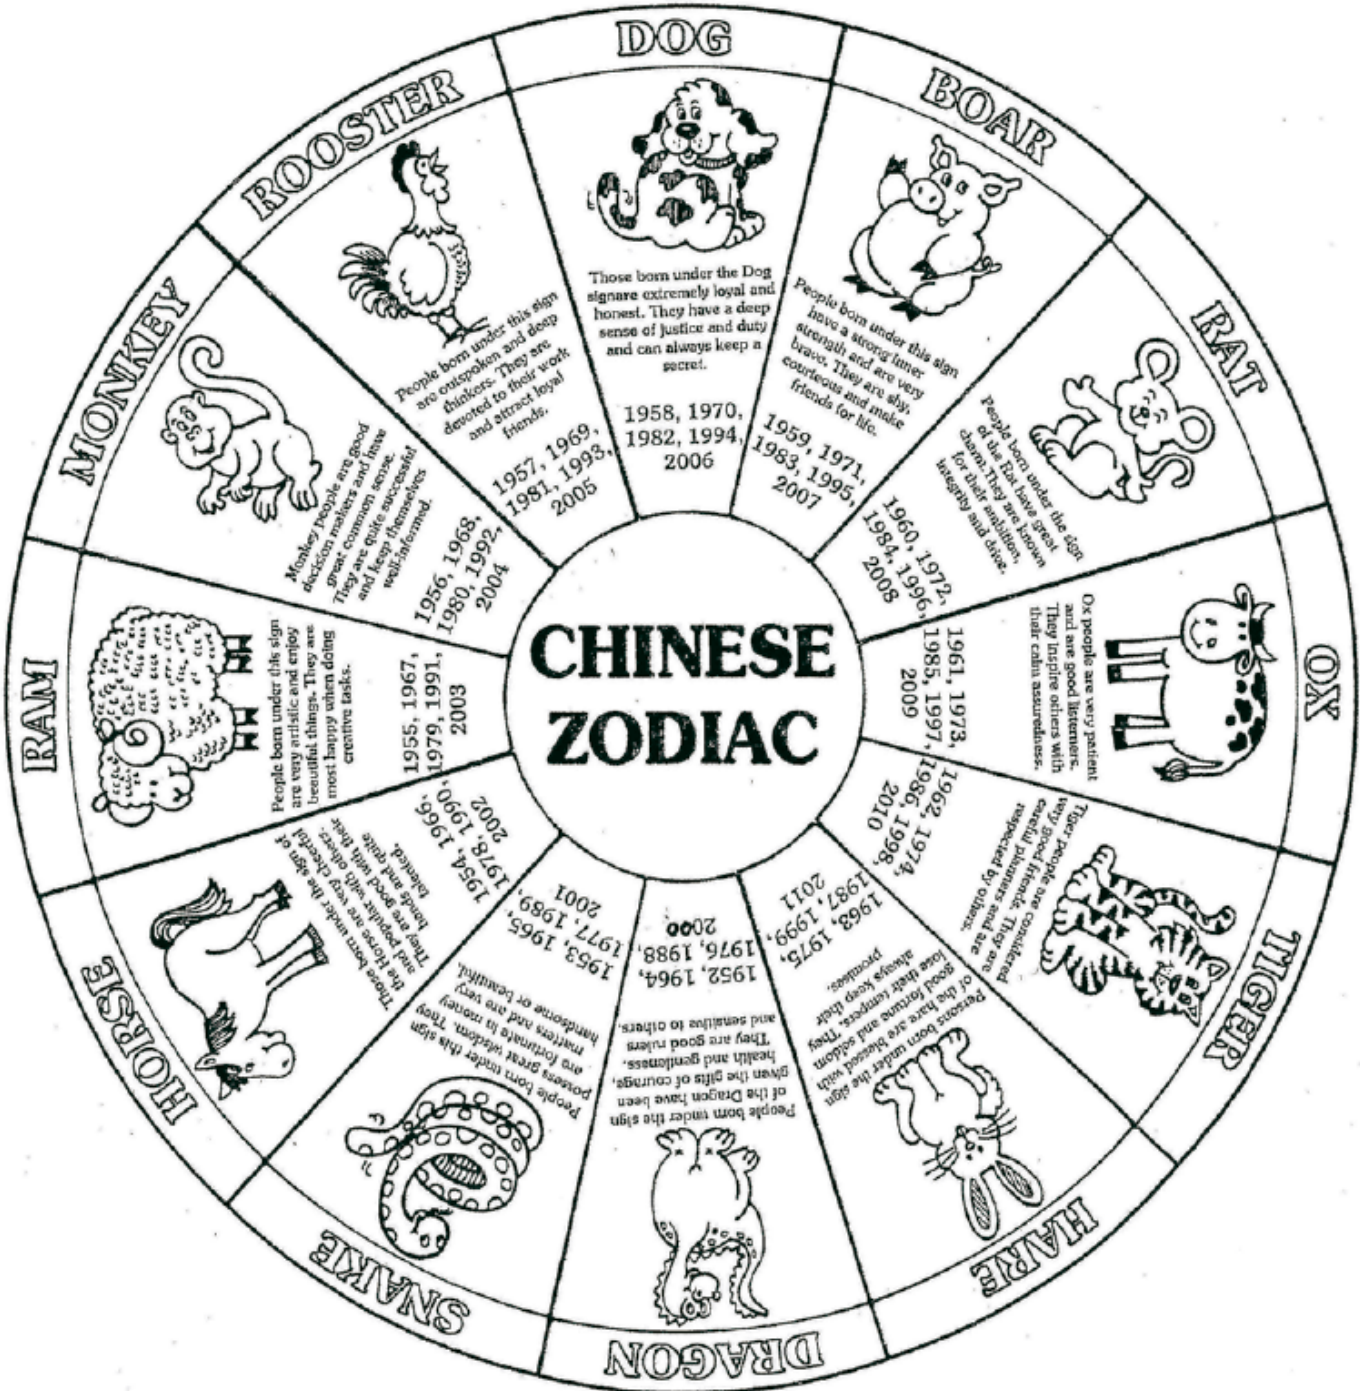 CHINESE
ZODIAC
DOG
Those born under the Dog
signare extremely loyal and
honest. They have a deep
sense of justice and duty
and can always keep a
secret.
1958, 1970,
1982, 1994,
2006
BOAR
People born under this sign
have a strong inner
strength and are very
brave. They are shy,
courteous and make
friends for life.
1959, 1971,
1983, 1995,
2007
RAT
People born under the sign
of the Rat have great
charm.They are known
for their ambition,
integrity and drive.
1960, 1972,
1984, 1996,
2008
OX
Ox people are very patient
and are good listerners.
They inspire others with
their calm assuredness.
1961, 1973,
1985, 1997,
2009
TIGER
Tiger people are considered
very good friends. They are
careful planners and are
respected by others.
1962, 1974,
1986, 1998,
2010
HARE
Persons born under the sign
of the hare are blessed with
good fortune and seldom
lose their tempers. They
always keep their
promises.
1963, 1975,
1987, 1999,
2011
DRAGON
People born under the sign
of the Dragon have been
given the gifts of courage,
health and gentleness.
They are good rulers
and sensitive to others.
1952, 1964,
1976, 1988,
2000
SNAKE
People born under this sign
possess great wisdom. They
are fortunate in money
matters and are very
handsome or beautiful.
1953, 1965,
1977, 1989,
2001
HORSE
Those born under the sign of
the Horse are very cheerful
and popular with others.
They are good with their
hands and quite
talented.
1954, 1966,
1978, 1990,
2002
RAM
People born under this sign
are very artistic and enjoy
beautiful things. They are
most happy when doing
creative tasks.
1955, 1967,
1979, 1991,
2003
MONKEY
Monkey people are good
decision makers and have
great common sense.
They are quite successful
and keep themselves
well-informed.
1956, 1968,
1980, 1992,
2004
ROOSTER
People born under this sign
are outspoken and deep
thinkers. They are
devoted to their work
and attract loyal
friends.
1957, 1969,
1981, 1993,
2005